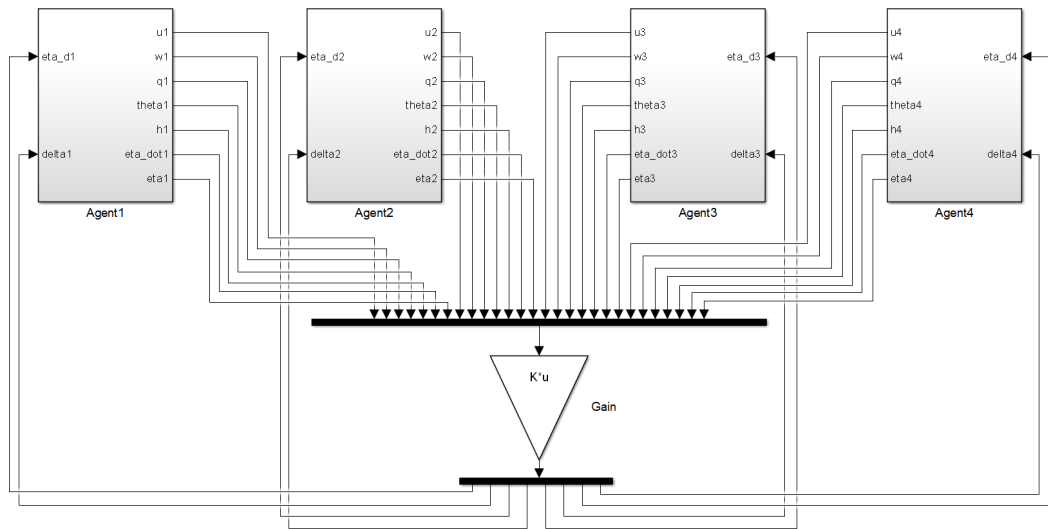 u1
eta_d1
w1
q1
theta1
h1
delta1
eta_dot1
eta1
Agent1
u2
eta_d2
w2
q2
theta2
h2
delta2
eta_dot2
eta2
Agent2
u3
w3
eta_d3
q3
theta3
h3
eta_dot3
delta3
eta3
Agent3
u4
w4
eta_d4
q4
theta4
h4
eta_dot4
delta4
eta4
Agent4
K*u
Gain